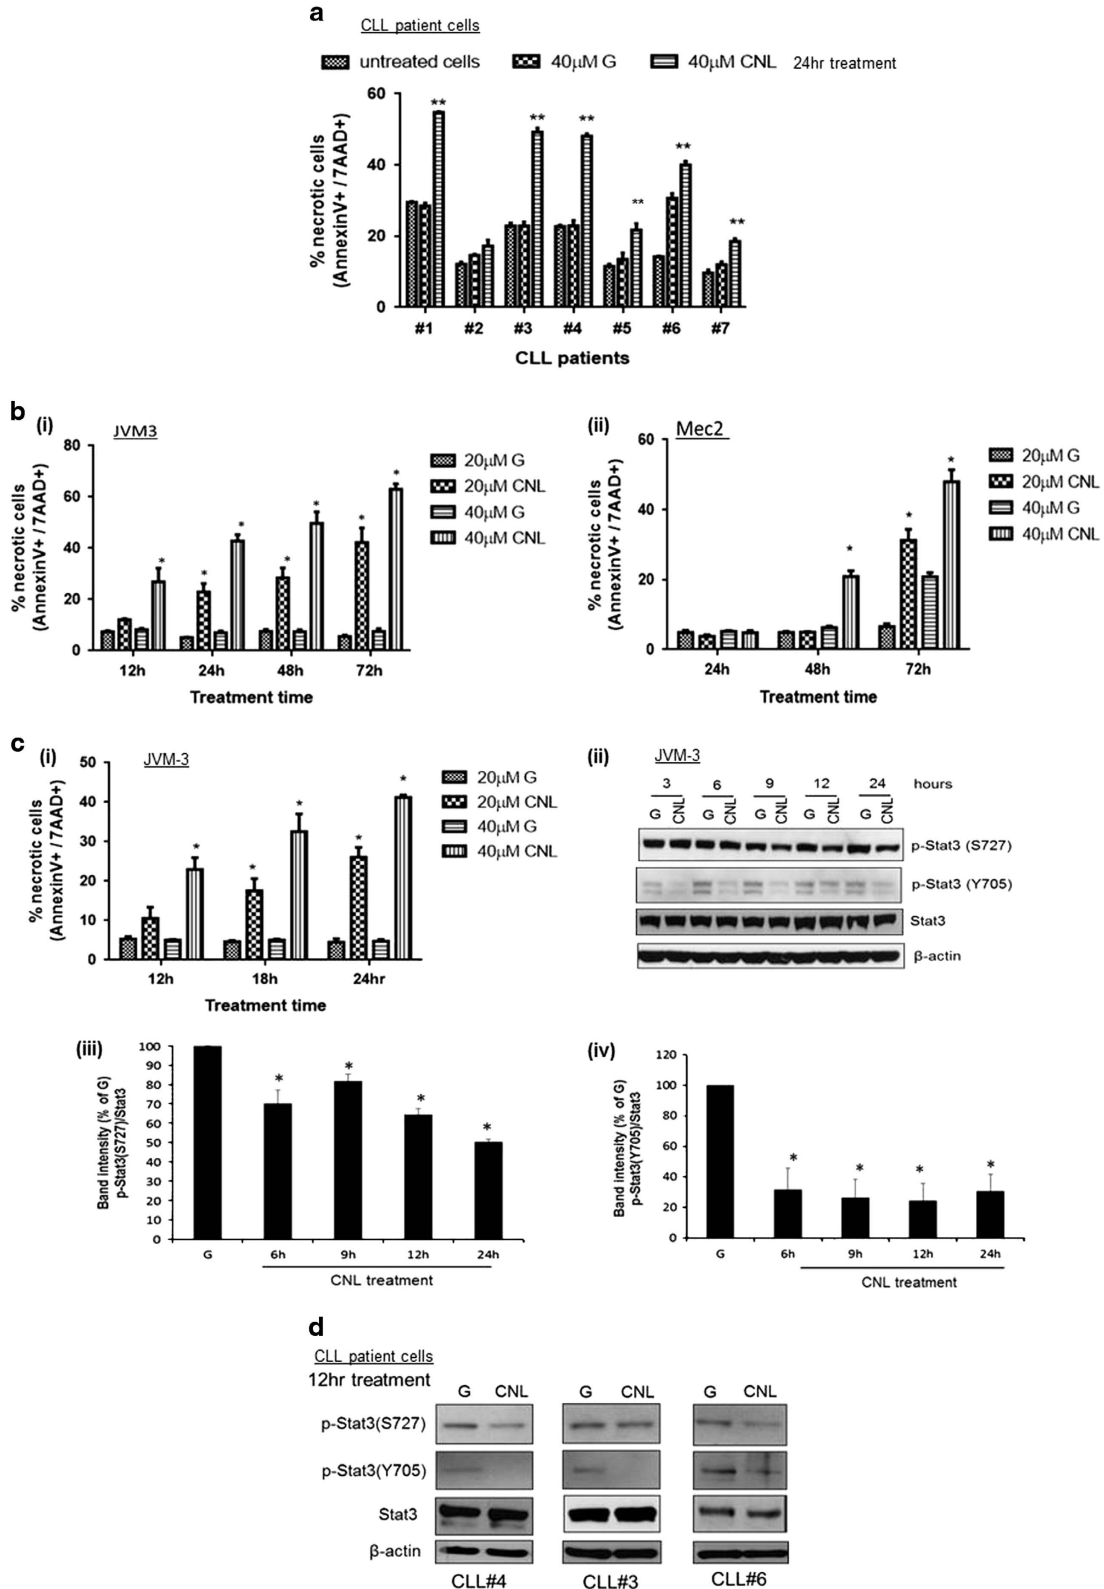 a
CLL patient cells
untreated cells 40µM G 40µM CNL 24hr treatment
% necrotic cells
(AnnexinV+ / 7AAD+)
60
40
20
0
** ** ** ** ** **
#1 #2 #3 #4 #5 #6 #7
CLL patients
b
(i)
JVM3
% necrotic cells
(AnnexinV+ / 7AAD+)
80
60
40
20
0
* * * * * * *
20µM G
20µM CNL
40µM G
40µM CNL
12h 24h 48h 72h
Treatment time
(ii)
Mec2
% necrotic cells
(AnnexinV+ / 7AAD+)
60
40
20
0
* * *
20µM G
20µM CNL
40µM G
40µM CNL
24h 48h 72h
Treatment time
c
(i)
JVM-3
% necrotic cells
(AnnexinV+ / 7AAD+)
50
40
30
20
10
0
* * * * *
20µM G
20µM CNL
40µM G
40µM CNL
12h 18h 24hr
Treatment time
(ii)
JVM-3
3 6 9 12 24 hours
G CNL G CNL G CNL G CNL G CNL
p-Stat3 (S727)
p-Stat3 (Y705)
Stat3
β-actin
(iii)
Band intensity (% of G)
p-Stat3(S727)/Stat3
100
90
80
70
60
50
40
30
20
10
0
* * * *
G 6h 9h 12h 24h
CNL treatment
(iv)
Band intensity (% of G)
p-Stat3(Y705)/Stat3
120
100
80
60
40
20
0
* * * *
G 6h 9h 12h 24h
CNL treatment
d
CLL patient cells
12hr treatment
G CNL G CNL G CNL
p-Stat3(S727)
p-Stat3(Y705)
Stat3
β-actin
CLL#4 CLL#3 CLL#6